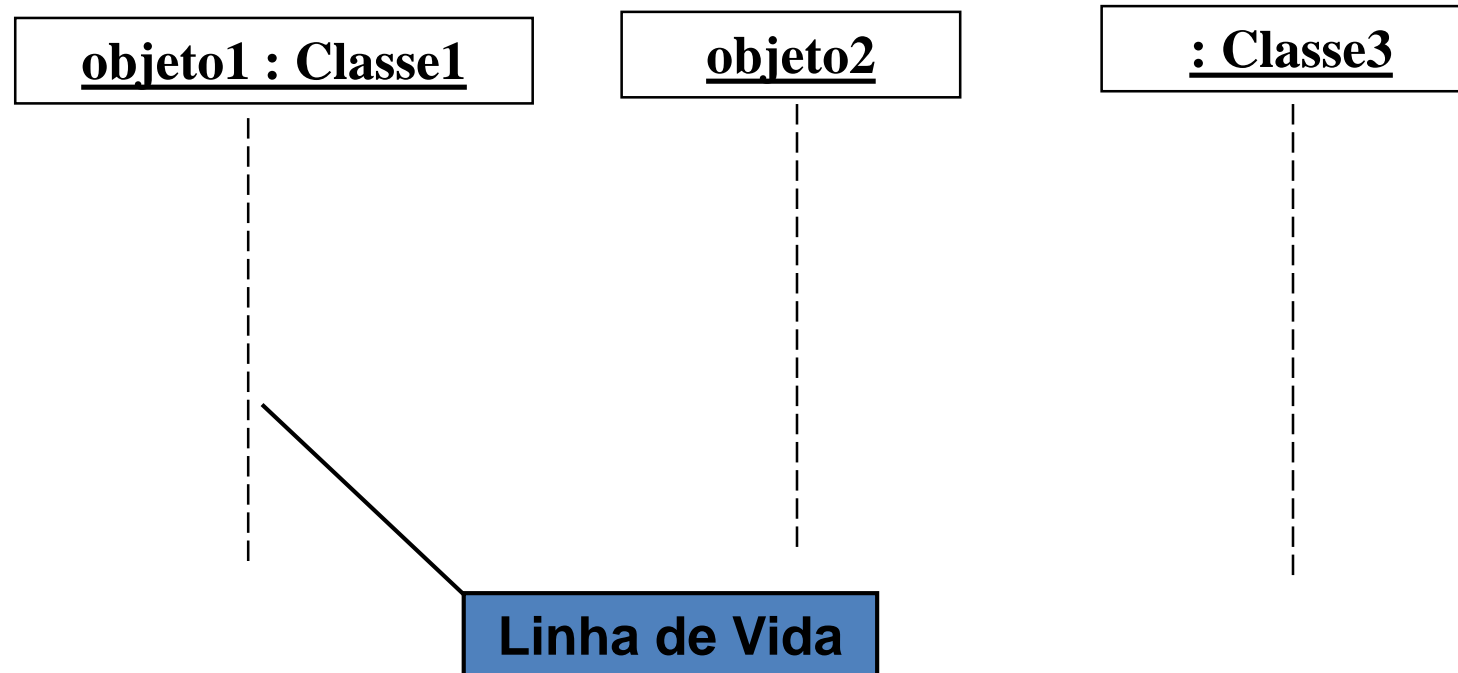 objeto1 : Classe1
objeto2
: Classe3
Linha de Vida